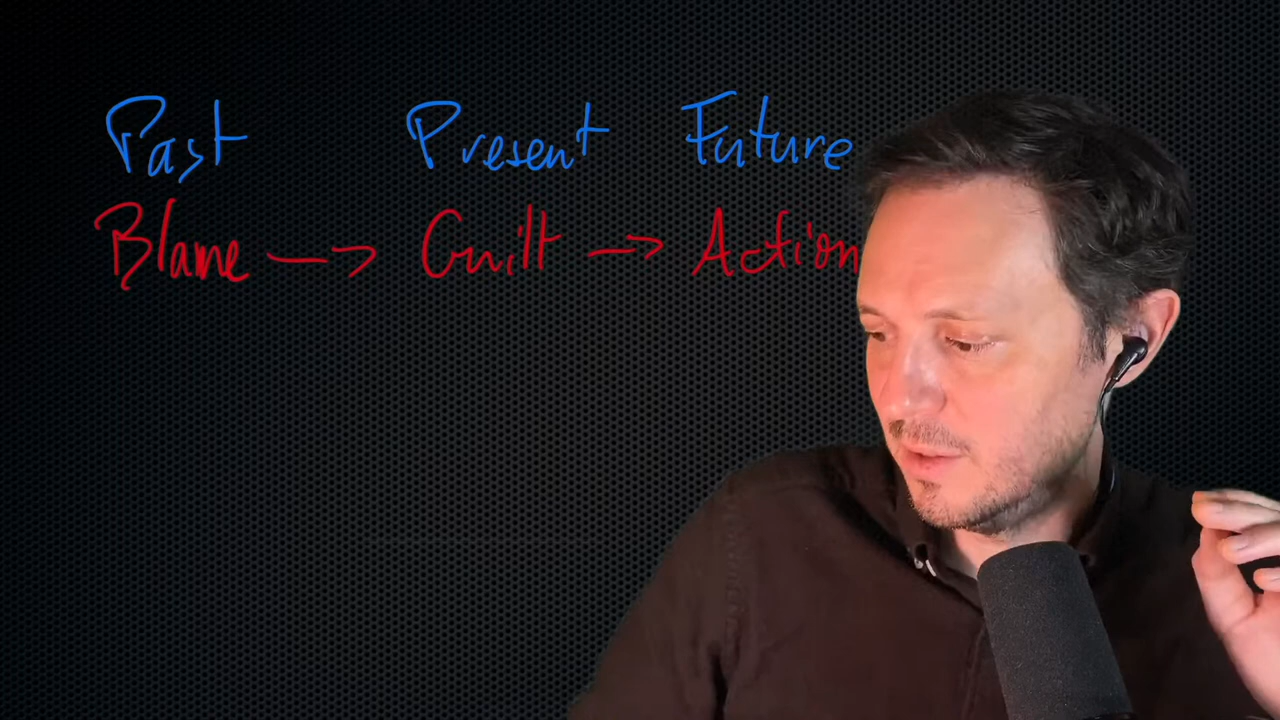 Past Present Future
Blame → Guilt → Action